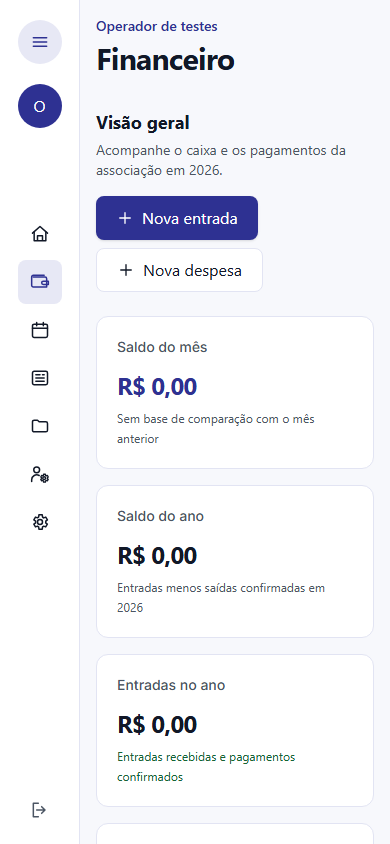 Operador de testes
Financeiro
O
Visão geral
Acompanhe o caixa e os pagamentos da
associação em 2026.
Nova entrada
Nova despesa
Saldo do mês
R$ 0,00
Sem base de comparação com o mês
anterior
Saldo do ano
R$ 0,00
Entradas menos saídas confirmadas em
2026
Entradas no ano
R$ 0,00
Entradas recebidas e pagamentos
confirmados